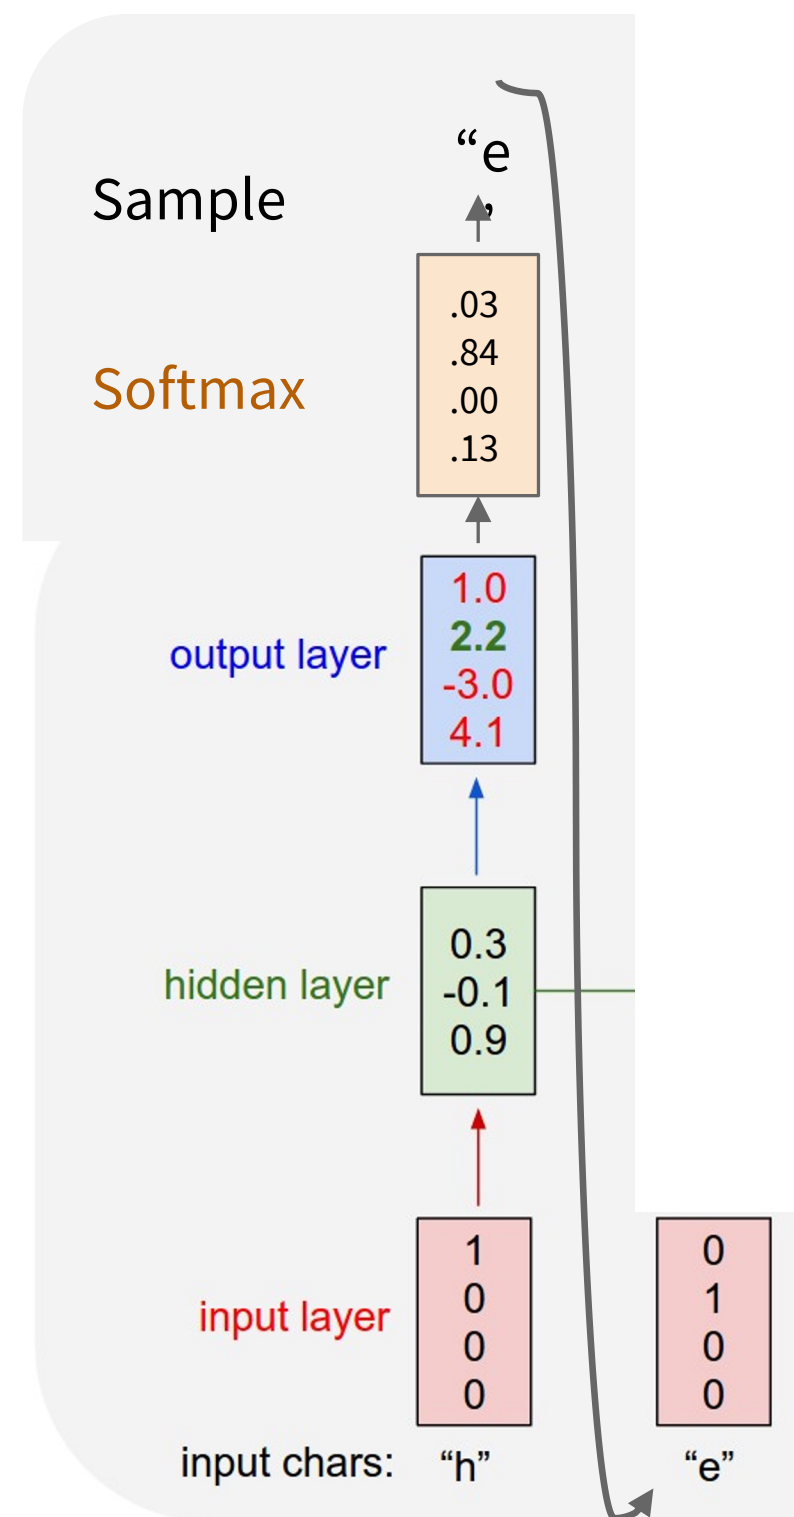 “e
”
Sample
.03
.84
.00
.13
Softmax
1.0
2.2
-3.0
4.1
output layer
0.3
-0.1
0.9
hidden layer
1
0
0
0
input layer
0
1
0
0
input chars: “h” “e”